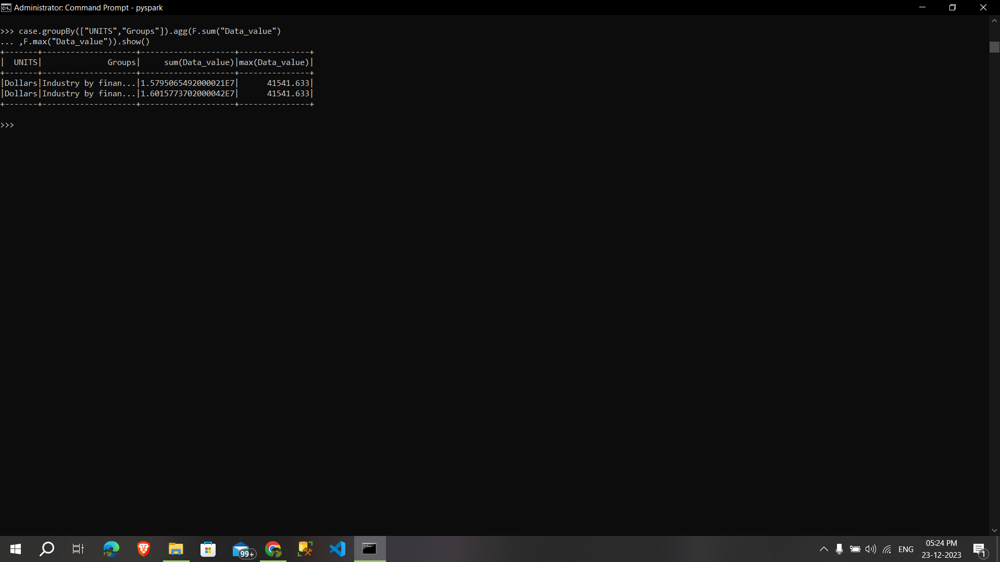 Administrator: Command Prompt - pyspark
>>> case.groupBy(["UNITS","Groups"]).agg(F.sum("Data_value")
... ,F.max("Data_value")).show()
+-------+--------------------+--------------------+---------------+
|  UNITS|              Groups|     sum(Data_value)|max(Data_value)|
+-------+--------------------+--------------------+---------------+
|Dollars|Industry by finan...|1.5795065492000021E7|      41541.633|
|Dollars|Industry by finan...|1.6015773702000042E7|      41541.633|
+-------+--------------------+--------------------+---------------+
>>>
99+
ENG
05:24 PM
23-12-2023
1